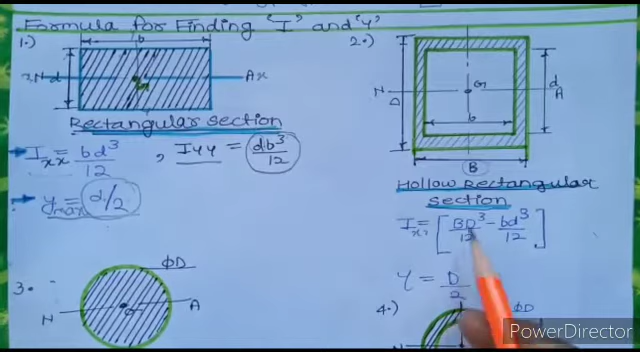 Formula for Finding 'I' and 'Y'
1.)
b
d
N
Ax
G
Rectangular section
Ixx = bd³/12 , Iyy = db³/12
ymax = d/2
2.)
N
D
G
d
A
b
B
Hollow Rectangular
section
Ixx = [BD³/12 - bd³/12]
Y = D/2
3.
ΦD
N
G
A
4.)
ΦD
N
PowerDirector